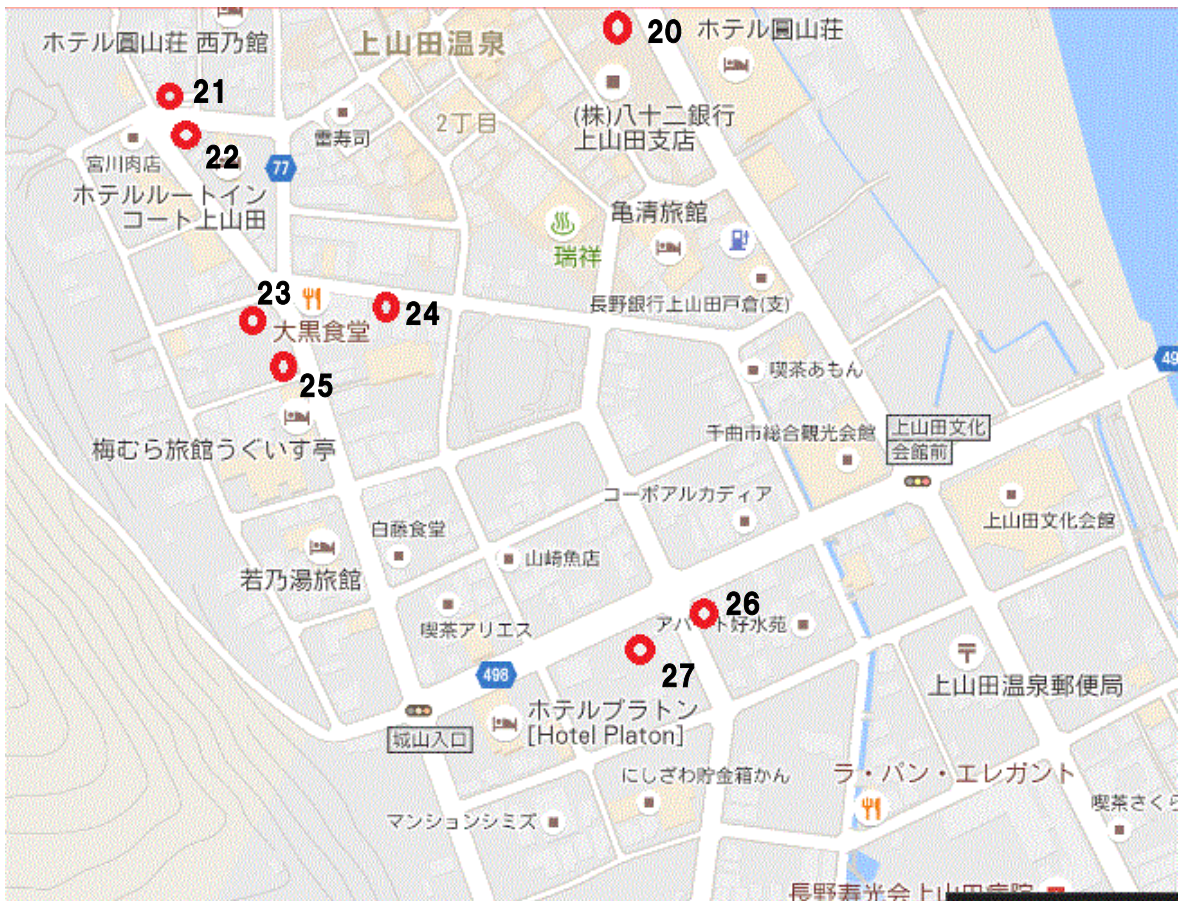 20
ホテル圓山荘
ホテル圓山荘 西乃館
上山田温泉
21
(株)八十二銀行
上山田支店
2丁目
雷寿司
22
宮川肉店
77
ホテルルートイン
コート上山田
亀清旅館
瑞祥
23
長野銀行上山田戸倉(支)
24
大黒食堂
49
喫茶あもん
25
上山田文化
会館前
千曲市総合観光会館
梅むら旅館うぐいす亭
コーポアルカディア
上山田文化会館
白藤食堂
山崎魚店
若乃湯旅館
26
喫茶アリエス
アパート好水苑
27
498
上山田温泉郵便局
ホテルプラトン
[Hotel Platon]
城山入口
にしざわ貯金箱かん
ラ・パン・エレガント
喫茶さくら
マンションシミズ
長野寿光会上山田病院